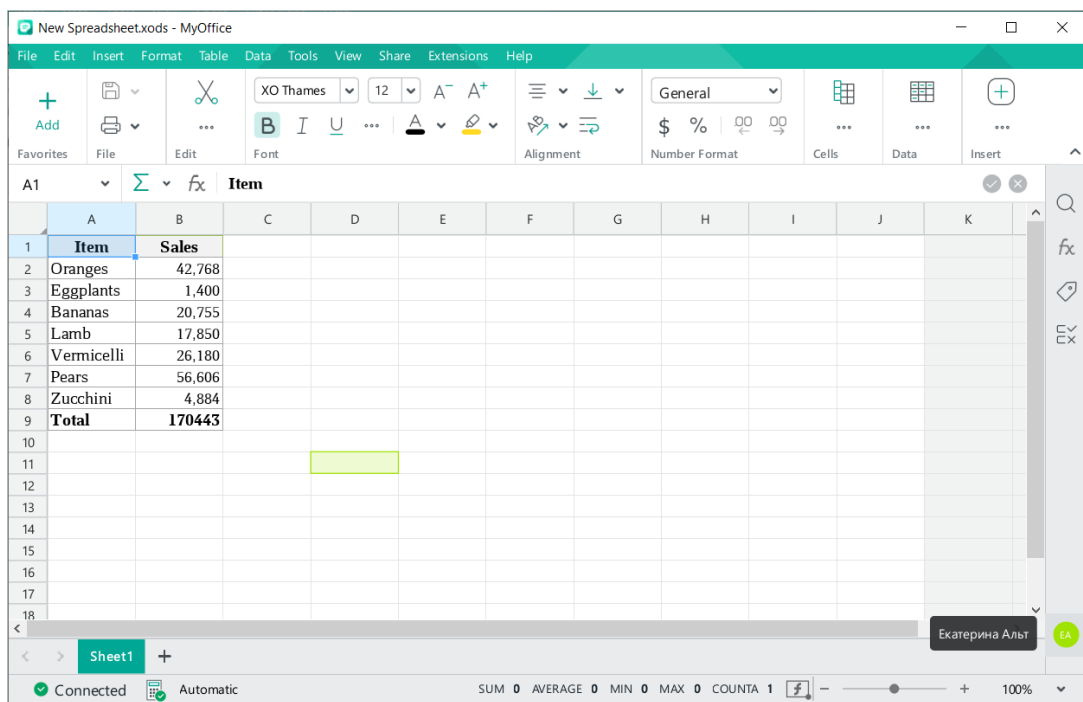 New Spreadsheet.xods - MyOffice
File Edit Insert Format Table Data Tools View Share Extensions Help
XO Thames 12 A⁻ A⁺ General
Add B I U A $ %
Favorites File Edit Font Alignment Number Format Cells Data Insert
A1 Σ fx Item
A B C D E F G H I J K
1 Item Sales
2 Oranges 42,768
3 Eggplants 1,400
4 Bananas 20,755
5 Lamb 17,850
6 Vermicelli 26,180
7 Pears 56,606
8 Zucchini 4,884
9 Total 170443
10
11
12
13
14
15
16
17
18
Екатерина Альт EA
Sheet1
Connected Automatic SUM 0 AVERAGE 0 MIN 0 MAX 0 COUNTA 1 100%